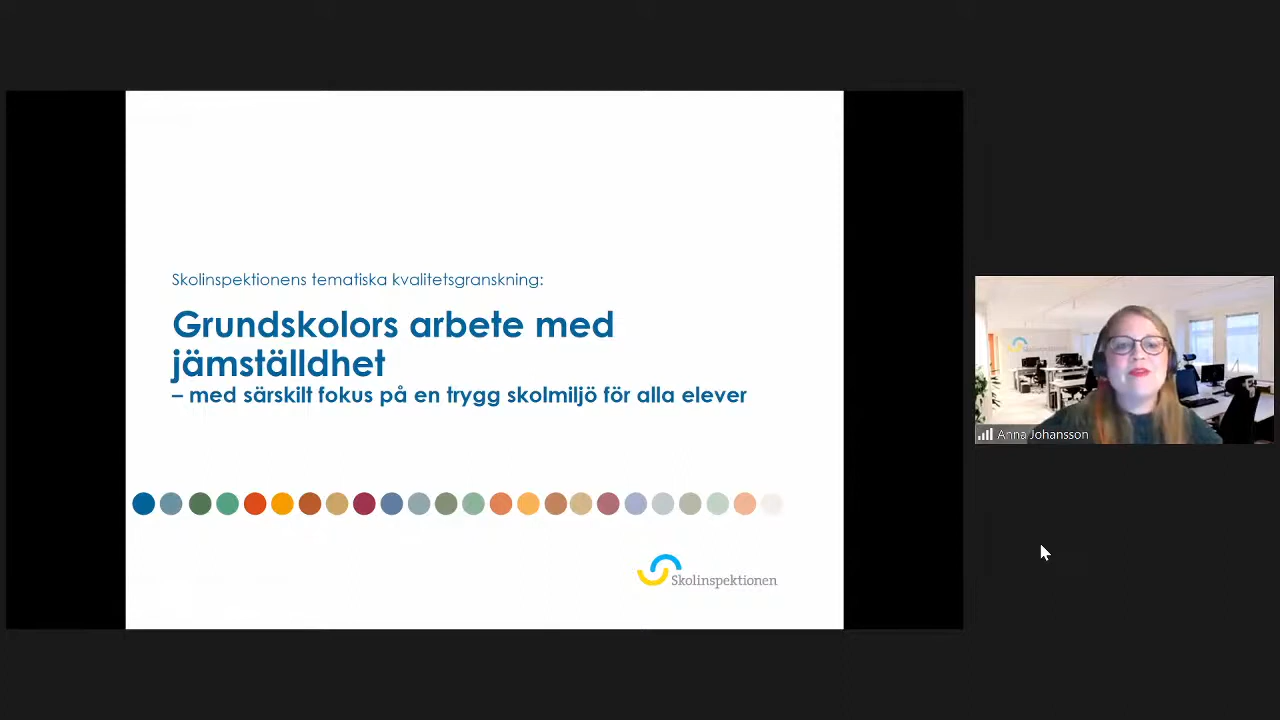 Skolinspektionens tematiska kvalitetsgranskning:
Grundskolors arbete med
jämställdhet
– med särskilt fokus på en trygg skolmiljö för alla elever
Skolinspektionen
Anna Johansson